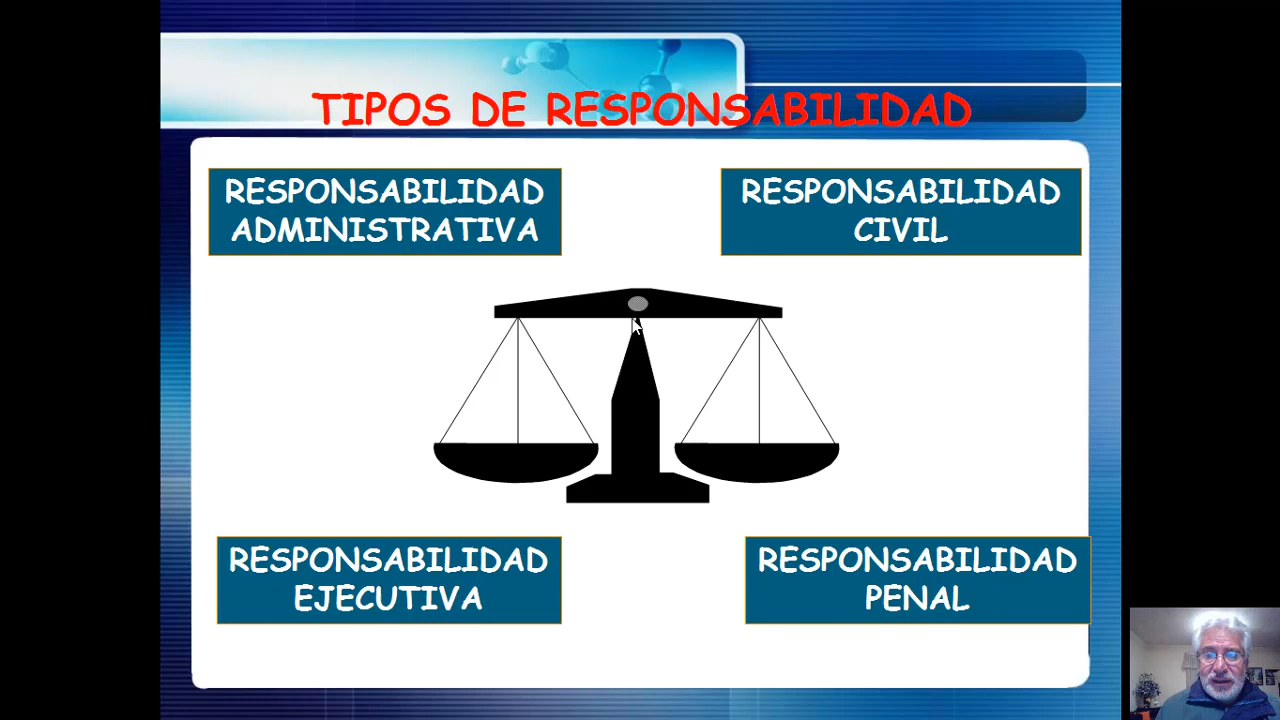 TIPOS DE RESPONSABILIDAD
RESPONSABILIDAD
ADMINISTRATIVA
RESPONSABILIDAD
CIVIL
RESPONSABILIDAD
EJECUTIVA
RESPONSABILIDAD
PENAL